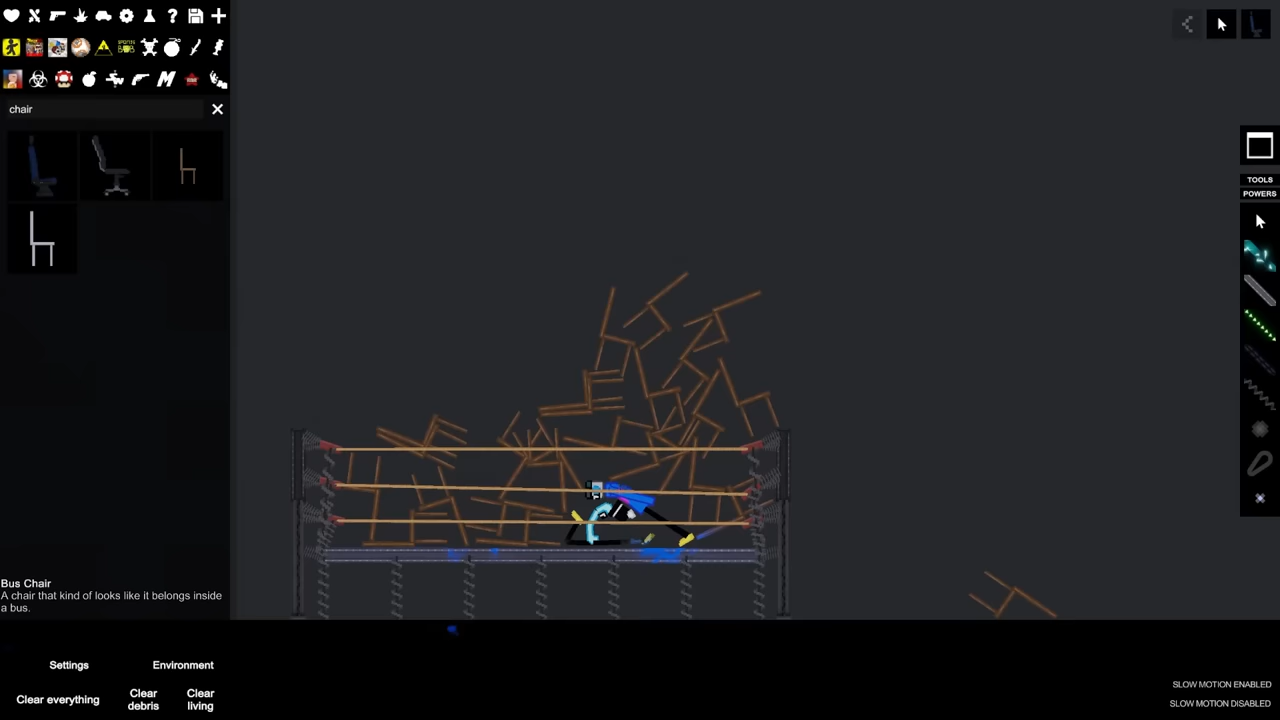 chair
TOOLS
POWERS
Bus Chair
A chair that kind of looks like it belongs inside
a bus.
Settings
Environment
Clear everything
Clear
debris
Clear
living
SLOW MOTION ENABLED
SLOW MOTION DISABLED